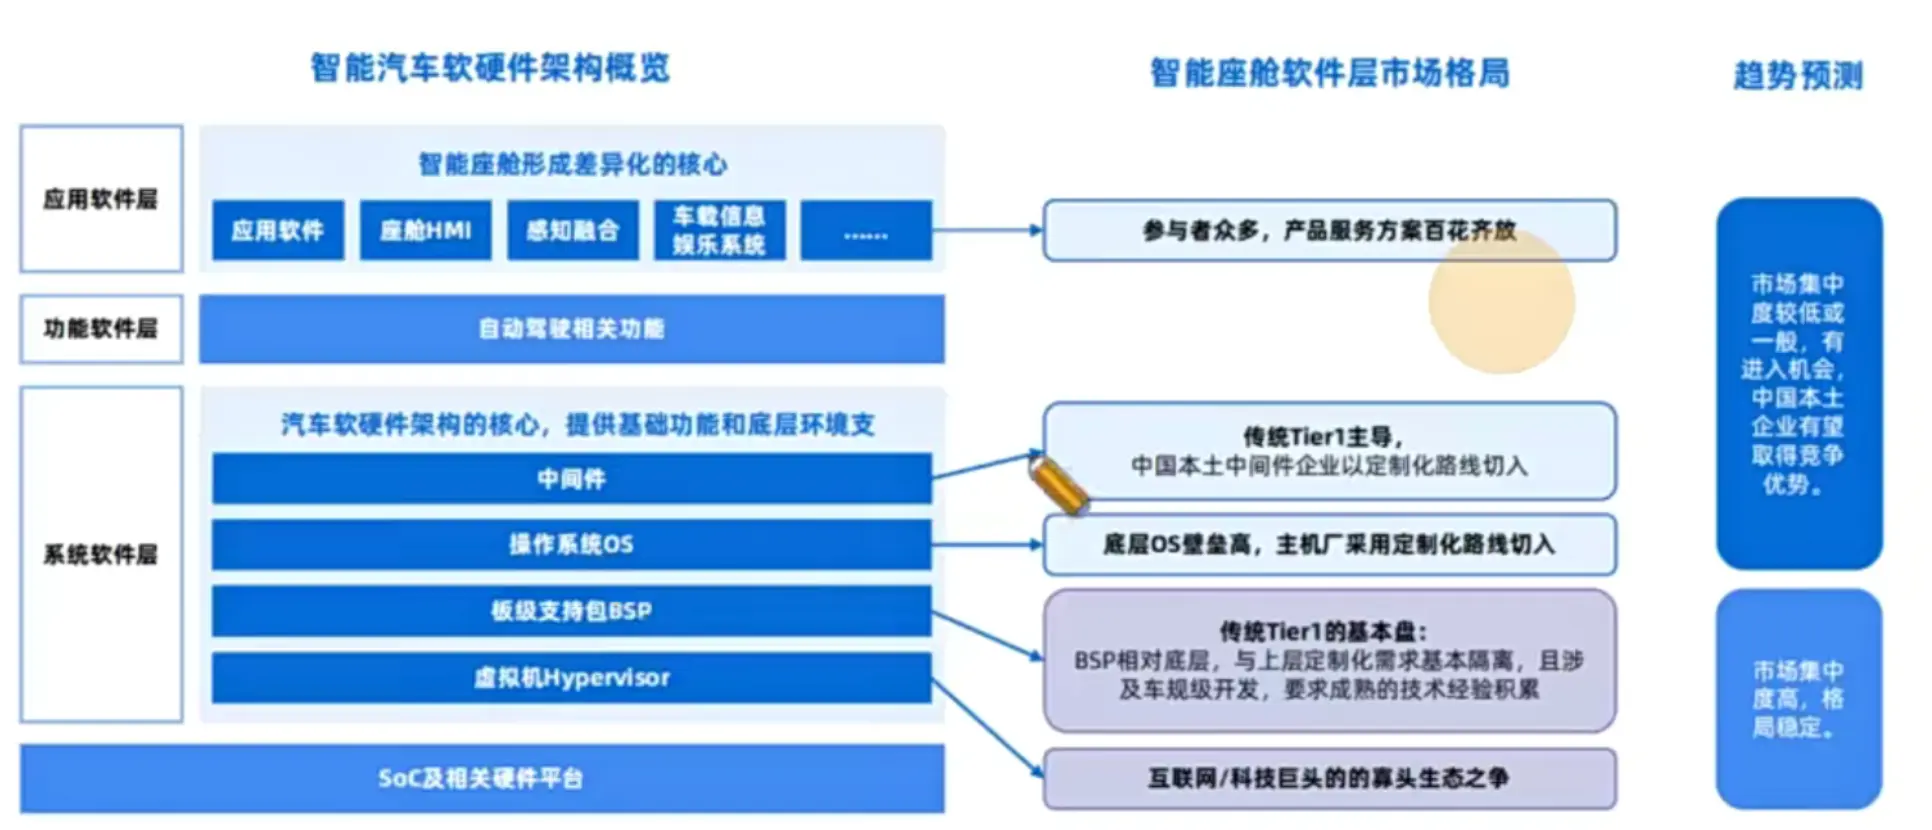 智能汽车软硬件架构概览
智能座舱软件层市场格局
趋势预测
应用软件层
智能座舱形成差异化的核心
应用软件
座舱HMI
感知融合
车载信息
娱乐系统
......
参与者众多，产品服务方案百花齐放
功能软件层
自动驾驶相关功能
系统软件层
汽车软硬件架构的核心，提供基础功能和底层环境支
中间件
操作系统OS
板级支持包BSP
虚拟机Hypervisor
SoC及相关硬件平台
传统Tier1主导，
中国本土中间件企业以定制化路线切入
底层OS壁垒高，主机厂采用定制化路线切入
传统Tier1的基本盘：
BSP相对底层，与上层定制化需求基本隔离，且涉
及车规级开发，要求成熟的技术经验积累
互联网/科技巨头的的寡头生态之争
市场集中
度较低或
一般，有
进入机会，
中国本土
企业有望
取得竞争
优势。
市场集中
度高，格
局稳定。